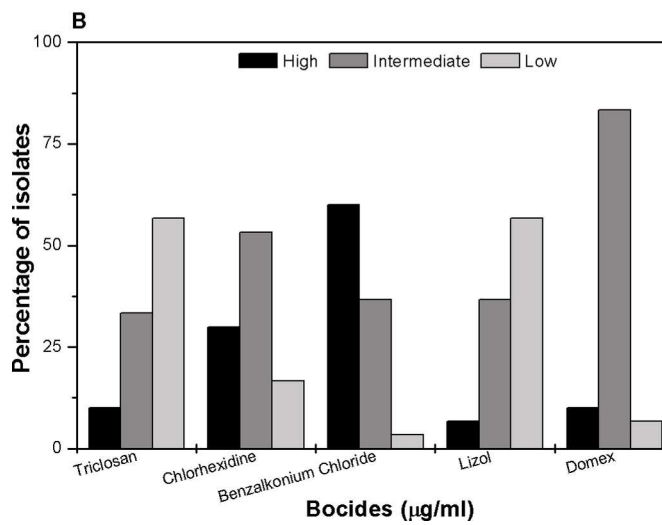 B
100
75
50
25
0
High Intermediate Low
Percentage of isolates
Triclosan Chlorhexidine Benzalkonium Chloride Lizol Domex
Bocides (μg/ml)